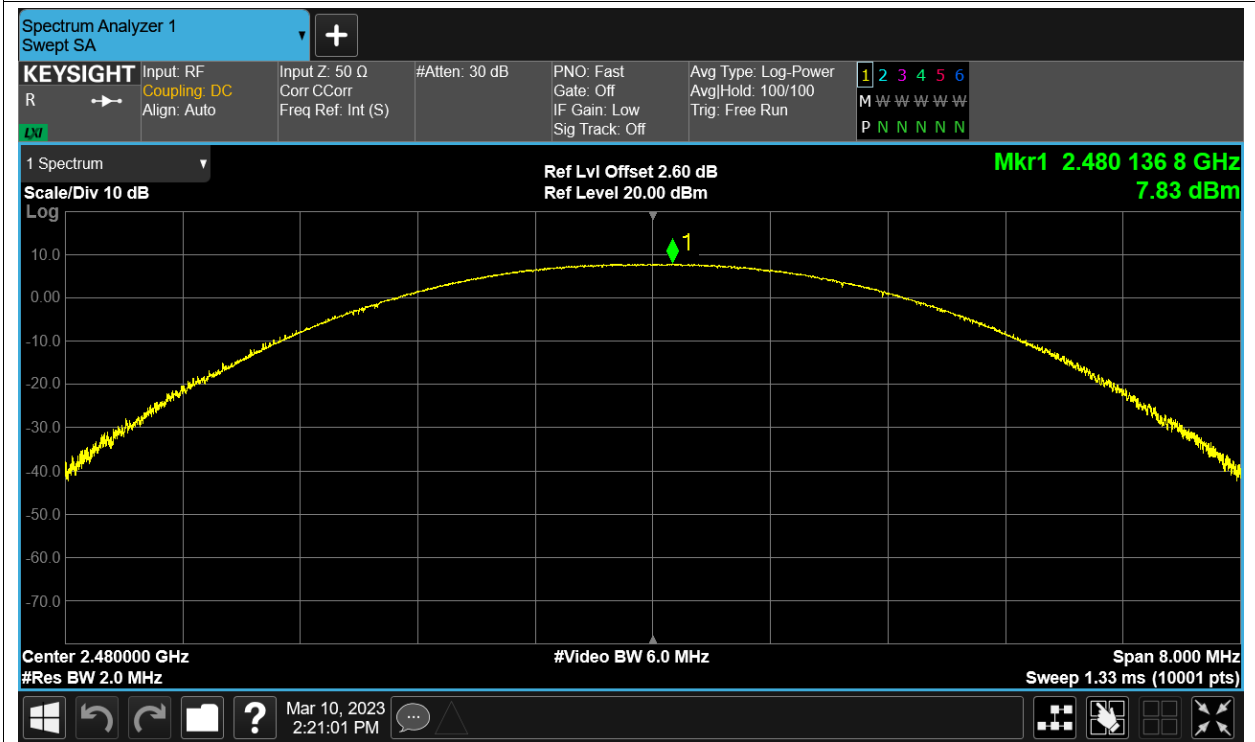 Spectrum Analyzer 1
Swept SA
+
KEYSIGHT
R
LXI
Input: RF
Coupling: DC
Align: Auto
Input Z: 50 Ω
Corr CCorr
Freq Ref: Int (S)
#Atten: 30 dB
PNO: Fast
Gate: Off
IF Gain: Low
Sig Track: Off
Avg Type: Log-Power
Avg|Hold: 100/100
Trig: Free Run
1 2 3 4 5 6
M W W W W W
P N N N N N
1 Spectrum
Scale/Div 10 dB
Log
Ref Lvl Offset 2.60 dB
Ref Level 20.00 dBm
Mkr1 2.480 136 8 GHz
7.83 dBm
1
10.0
0.00
-10.0
-20.0
-30.0
-40.0
-50.0
-60.0
-70.0
Center 2.480000 GHz
#Res BW 2.0 MHz
#Video BW 6.0 MHz
Span 8.000 MHz
Sweep 1.33 ms (10001 pts)
?
Mar 10, 2023
2:21:01 PM